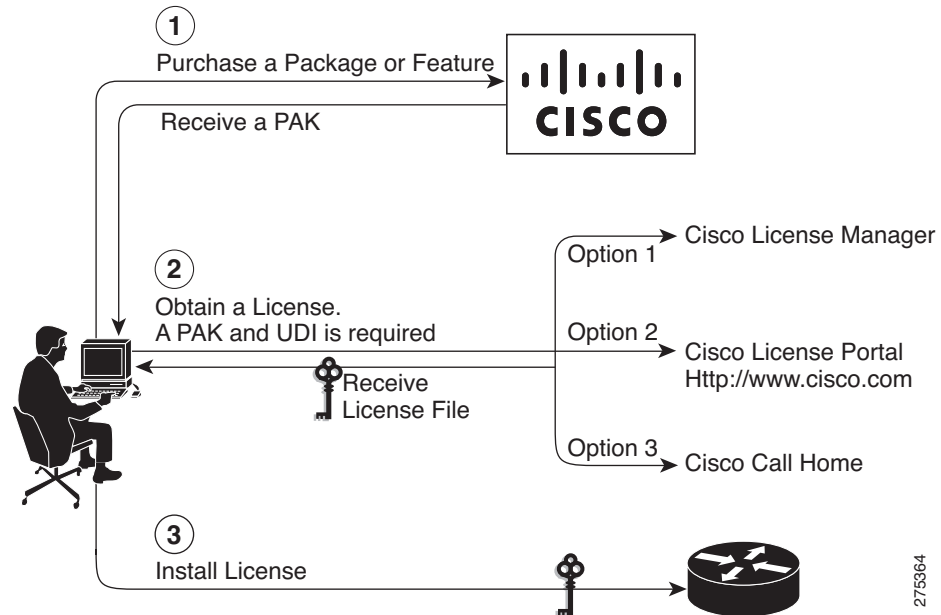 1
Purchase a Package or Feature
CISCO
Receive a PAK
Option 1
Cisco License Manager
2
Obtain a License.
A PAK and UDI is required
Option 2
Cisco License Portal
Http://www.cisco.com
Receive
License File
Option 3
Cisco Call Home
3
Install License
275364